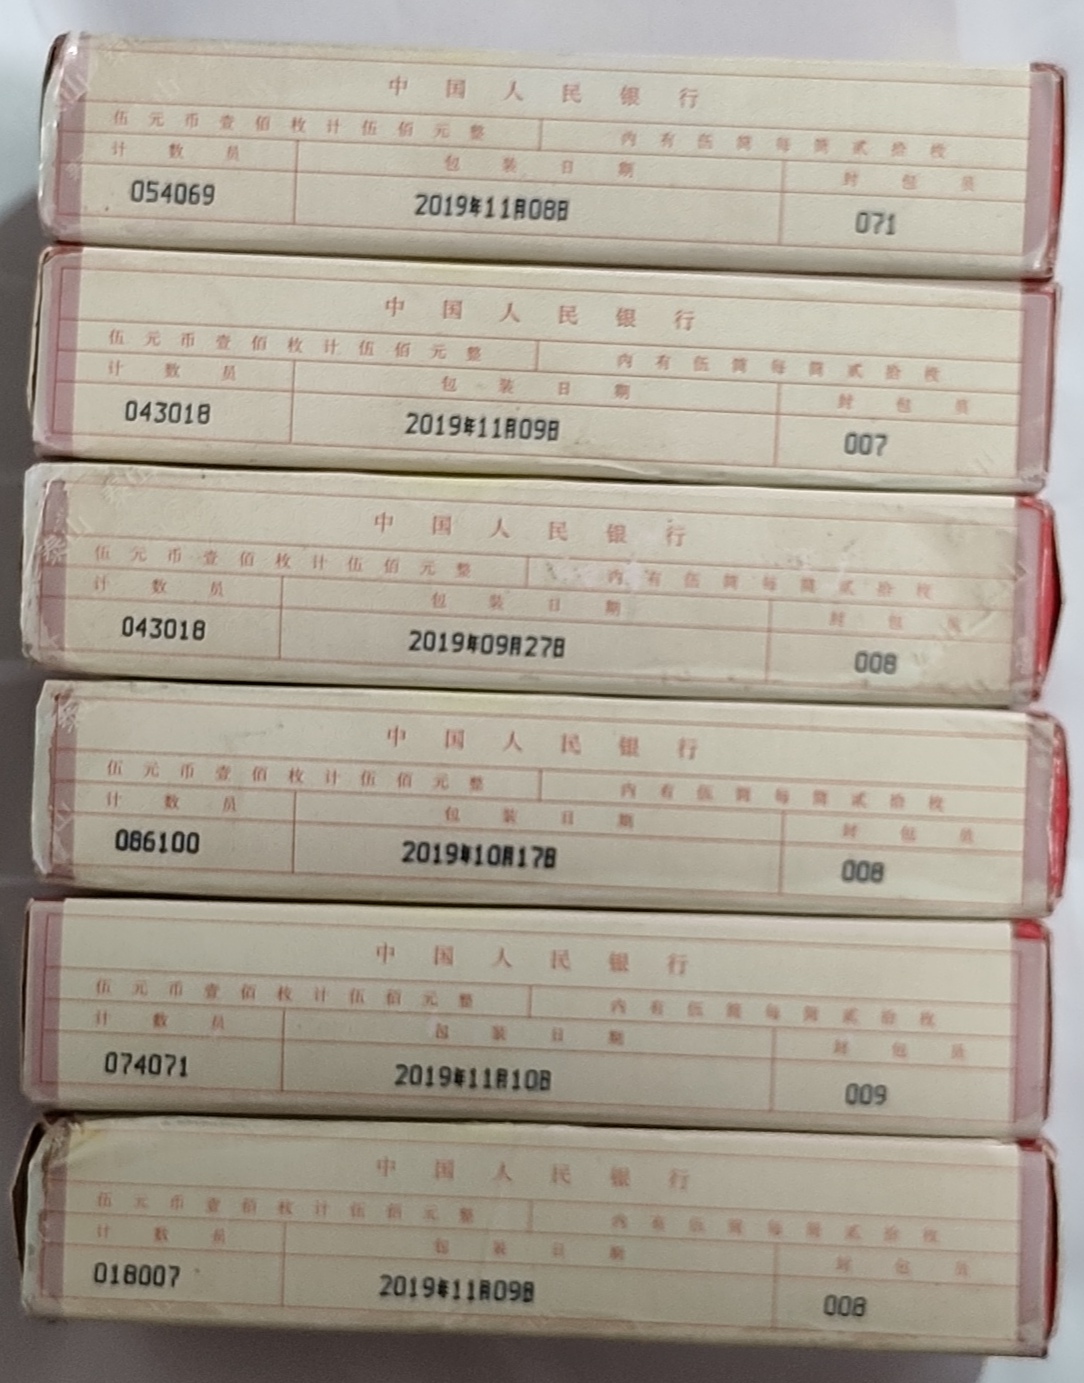 中国人民银行
伍元币壹佰枚计伍佰元整 内有伍筒每筒贰拾枚
计数员 包装日期 封包员
054069 2019年11月08日 071
中国人民银行
伍元币壹佰枚计伍佰元整 内有伍筒每筒贰拾枚
计数员 包装日期 封包员
043018 2019年11月09日 007
中国人民银行
伍元币壹佰枚计伍佰元整 内有伍筒每筒贰拾枚
计数员 包装日期 封包员
043018 2019年09月27日 008
中国人民银行
伍元币壹佰枚计伍佰元整 内有伍筒每筒贰拾枚
计数员 包装日期 封包员
086100 2019年10月17日 008
中国人民银行
伍元币壹佰枚计伍佰元整 内有伍筒每筒贰拾枚
计数员 包装日期 封包员
074071 2019年11月10日 009
中国人民银行
伍元币壹佰枚计伍佰元整 内有伍筒每筒贰拾枚
计数员 包装日期 封包员
018007 2019年11月09日 008